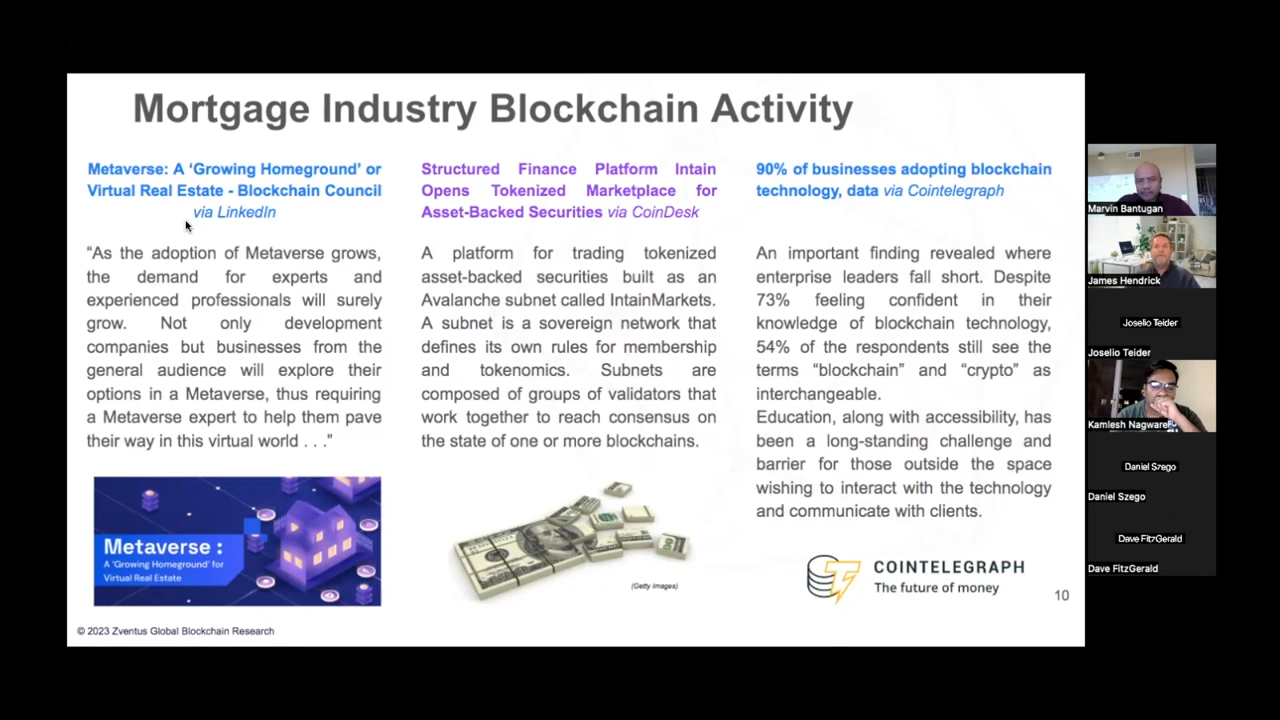 Mortgage Industry Blockchain Activity
Metaverse: A ‘Growing Homeground’ or
Virtual Real Estate - Blockchain Council
via LinkedIn
“As the adoption of Metaverse grows,
the demand for experts and
experienced professionals will surely
grow. Not only development
companies but businesses from the
general audience will explore their
options in a Metaverse, thus requiring
a Metaverse expert to help them pave
their way in this virtual world . . .”
Metaverse :
A ‘Growing Homeground’ for
Virtual Real Estate
Structured Finance Platform Intain
Opens Tokenized Marketplace for
Asset-Backed Securities via CoinDesk
A platform for trading tokenized
asset-backed securities built as an
Avalanche subnet called IntainMarkets.
A subnet is a sovereign network that
defines its own rules for membership
and tokenomics. Subnets are
composed of groups of validators that
work together to reach consensus on
the state of one or more blockchains.
(Getty Images)
90% of businesses adopting blockchain
technology, data via Cointelegraph
An important finding revealed where
enterprise leaders fall short. Despite
73% feeling confident in their
knowledge of blockchain technology,
54% of the respondents still see the
terms “blockchain” and “crypto” as
interchangeable.
Education, along with accessibility, has
been a long-standing challenge and
barrier for those outside the space
wishing to interact with the technology
and communicate with clients.
COINTELEGRAPH
The future of money
10
© 2023 Zventus Global Blockchain Research
Marvin Bantugan
James Hendrick
Joselio Teider
Joselio Teider
Kamlesh Nagware
Daniel Szego
Daniel Szego
Dave FitzGerald
Dave FitzGerald